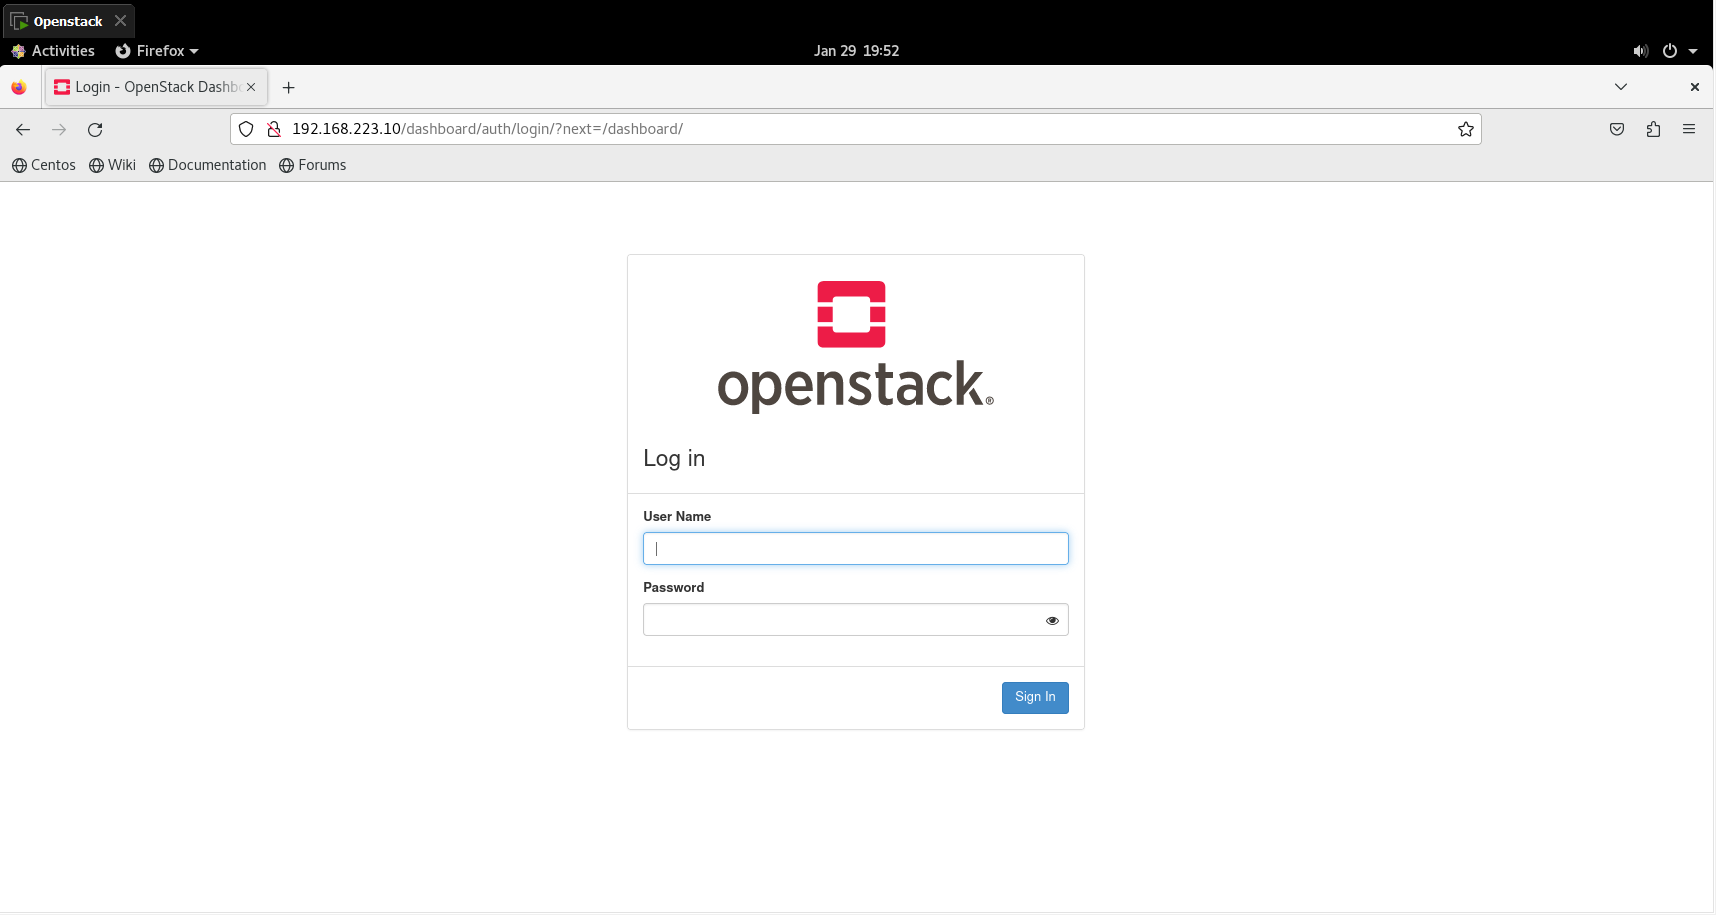 Openstack
Activities Firefox Jan 29 19:52
Login - OpenStack Dashb
192.168.223.10/dashboard/auth/login/?next=/dashboard/
Centos Wiki Documentation Forums
openstack®
Log in
User Name
Password
Sign In